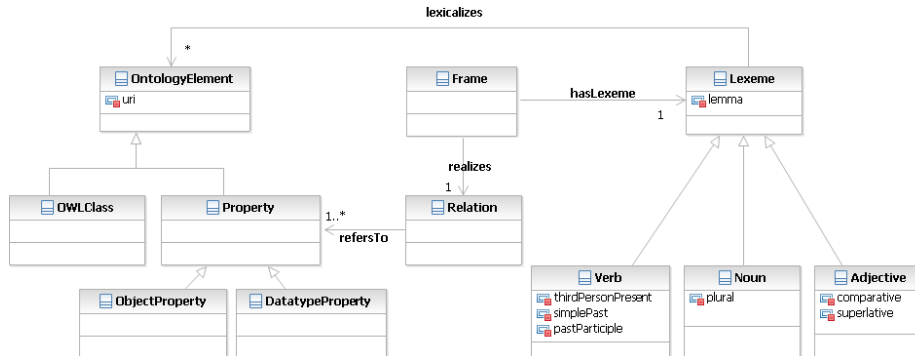 lexicalizes
*
OntologyElement
uri
Frame
hasLexeme
1
Lexeme
lemma
realizes
1
OWLClass
Property
1..*
refersTo
Relation
Verb
thirdPersonPresent
simplePast
pastParticiple
Noun
plural
Adjective
comparative
superlative
ObjectProperty
DatatypeProperty